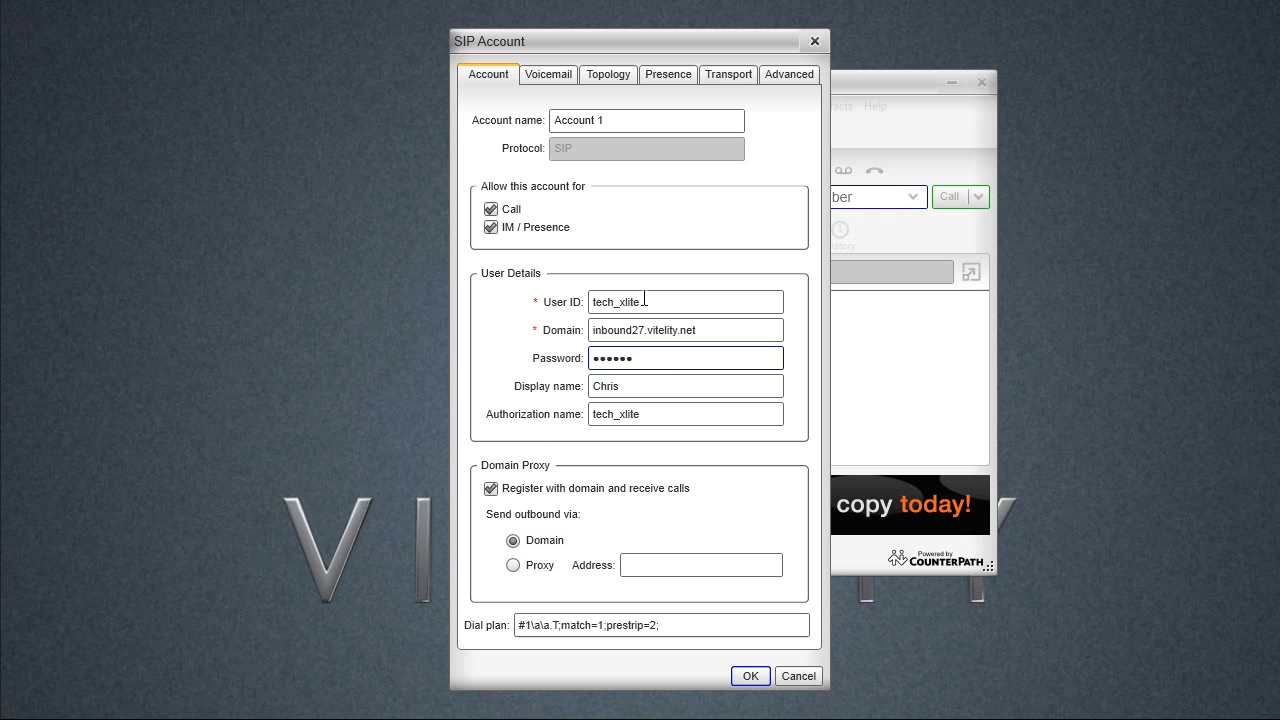 SIP Account
Account Voicemail Topology Presence Transport Advanced
Account name: Account 1
Protocol: SIP
Allow this account for
Call
IM / Presence
User Details
* User ID: tech_xlite
* Domain: inbound27.vitelity.net
Password: ●●●●●●
Display name: Chris
Authorization name: tech_xlite
Domain Proxy
Register with domain and receive calls
Send outbound via:
Domain
Proxy Address:
Dial plan: #1\a\a.T;match=1;prestrip=2;
OK Cancel
Help
Call
copy today!
Powered by
COUNTERPATH